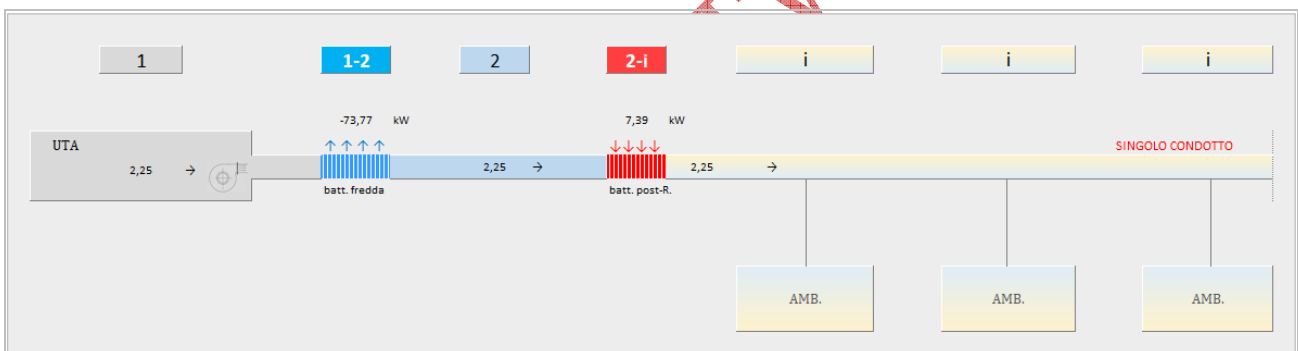 1 1-2 2 2-i i i i
-73,77 kW 7,39 kW
UTA SINGOLO CONDOTTO
2,25 → 2,25 → 2,25 →
batt. fredda batt. post-R.
AMB. AMB. AMB.